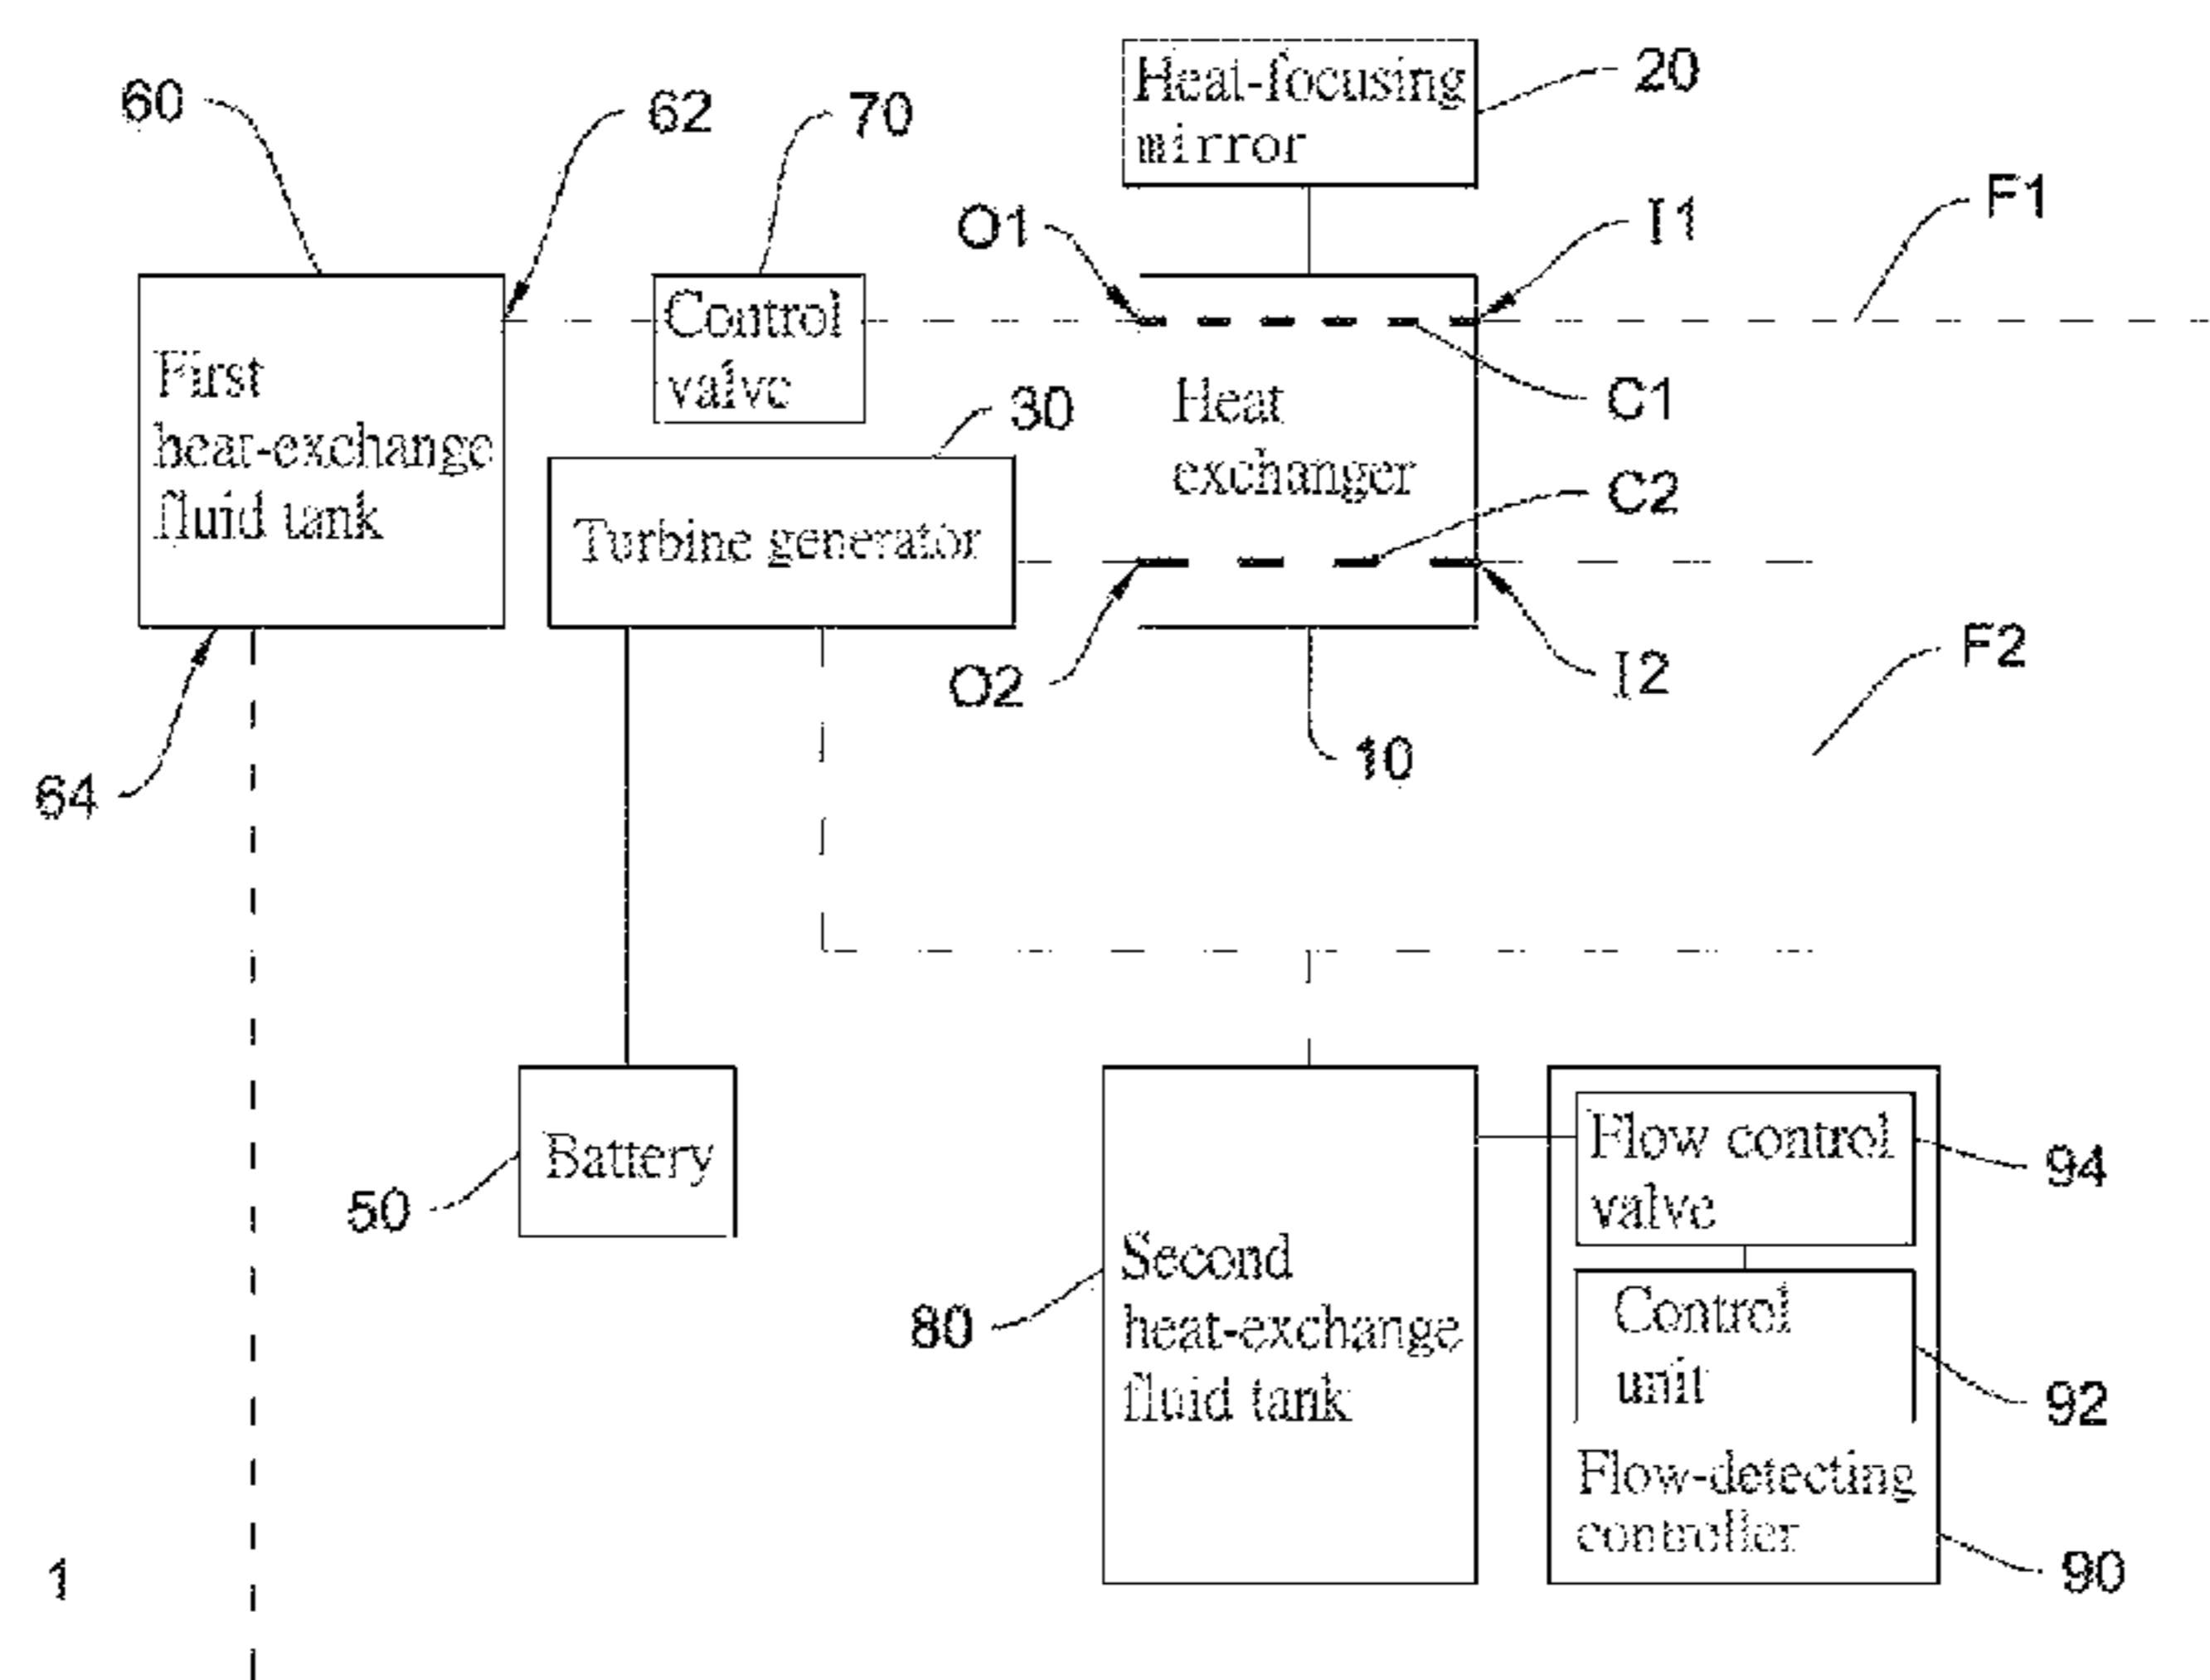 Heat-focusing
mirror
20
60
62
70
O1
I1
F1
First
heat-exchange
fluid tank
Control
valve
30
Heat
exchanger
C1
C2
Turbine generator
64
O2
I2
F2
10
Battery
50
Second
heat-exchange
fluid tank
80
Flow control
valve
94
Control
unit
92
Flow-detecting
controller
90
1